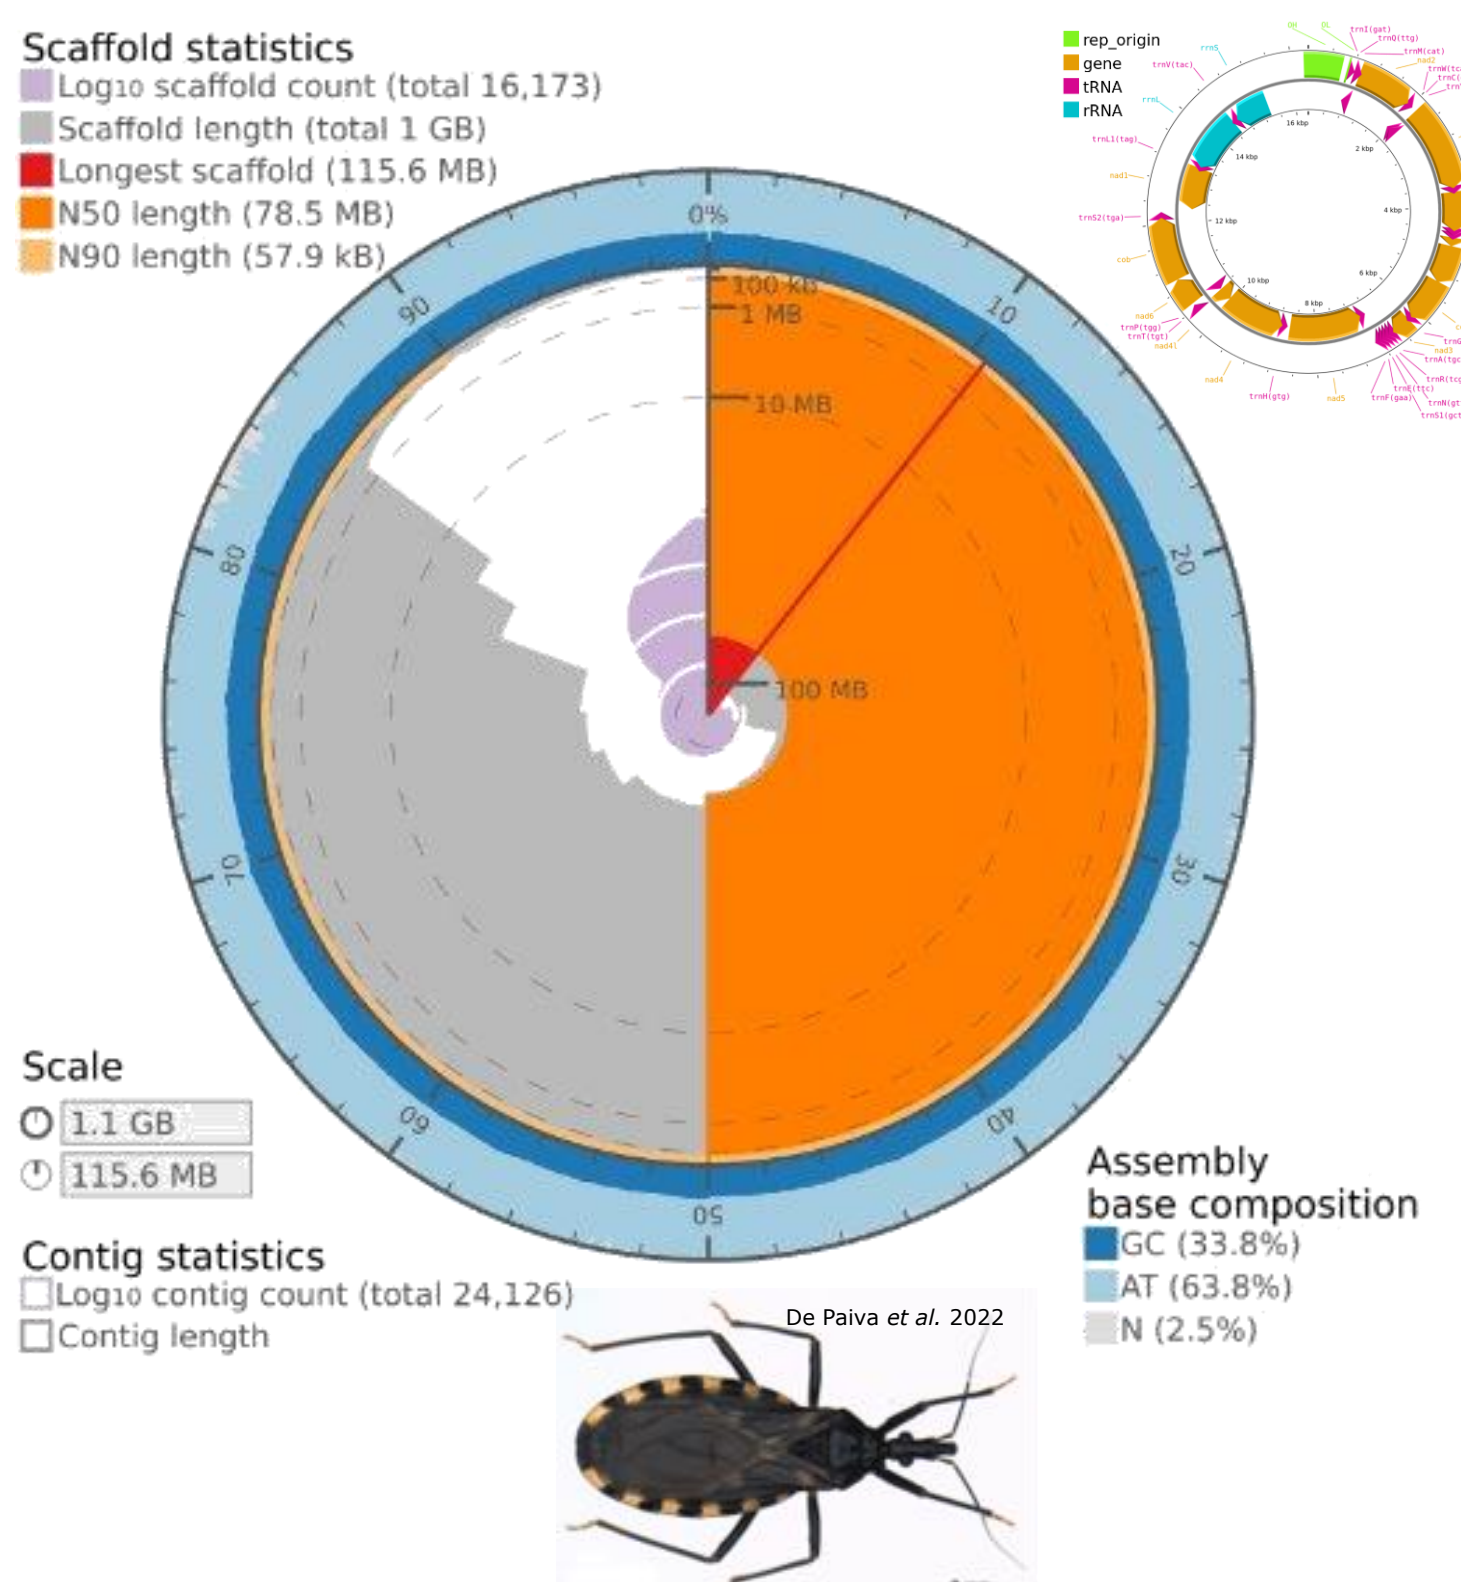 Scaffold statistics
Log10 scaffold count (total 16,173)
Scaffold length (total 1 GB)
Longest scaffold (115.6 MB)
N50 length (78.5 MB)
N90 length (57.9 kB)
rep_origin
gene
tRNA
rRNA
OH
OL
trnI(gat)
trnQ(ttg)
trnM(cat)
nad2
rrnS
trnV(tac)
rrnL
trnL1(tag)
nad1
trnS2(tga)
cob
nad6
trnP(tgg)
trnT(tgt)
nad4l
nad4
trnH(gtg)
nad5
trnF(gaa)
trnE(ttc)
nad3
16 kbp
2 kbp
4 kbp
6 kbp
8 kbp
10 kbp
12 kbp
14 kbp
0%
10
20
30
40
50
60
70
80
90
100 kB
1 MB
10 MB
100 MB
Scale
1.1 GB
115.6 MB
Contig statistics
Log10 contig count (total 24,126)
Contig length
Assembly
base composition
GC (33.8%)
AT (63.8%)
N (2.5%)
De Paiva et al. 2022